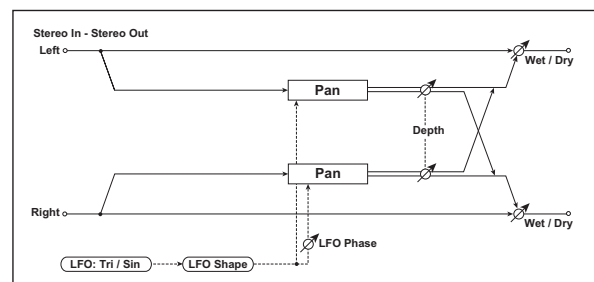 Stereo In - Stereo Out
Left
Wet / Dry
Pan
Depth
Pan
Right
Wet / Dry
LFO Phase
LFO: Tri / Sin
LFO Shape